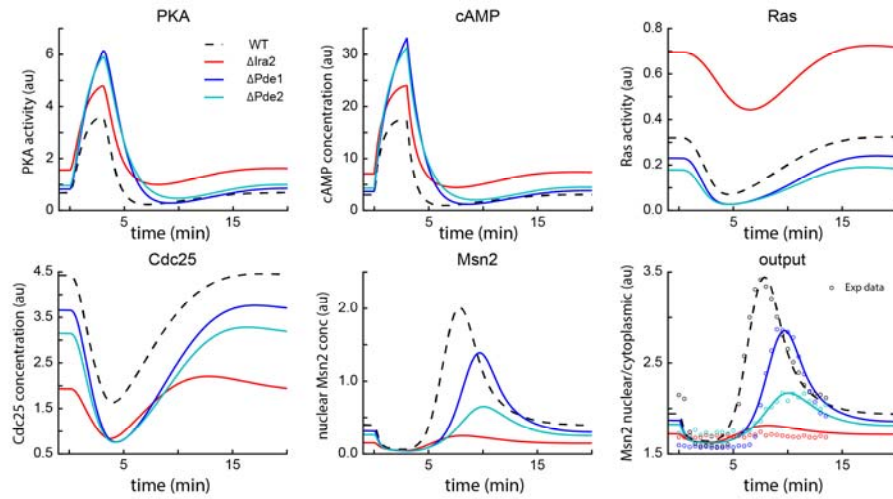 PKA
PKA activity (au)
6
4
2
0
5
15
time (min)
WT
ΔIra2
ΔPde1
ΔPde2
cAMP
cAMP concentration (au)
30
20
10
0
5
15
time (min)
Ras
Ras activity (au)
0.8
0.6
0.4
0.2
0.0
5
15
time (min)
Cdc25
Cdc25 concentration (au)
4.5
3.5
2.5
1.5
0.5
5
15
time (min)
Msn2
nuclear Msn2 conc (au)
2.0
1.0
0.0
5
15
time (min)
output
Msn2 nuclear/cytoplasmic (au)
3.5
2.5
1.5
5
15
time (min)
Exp data